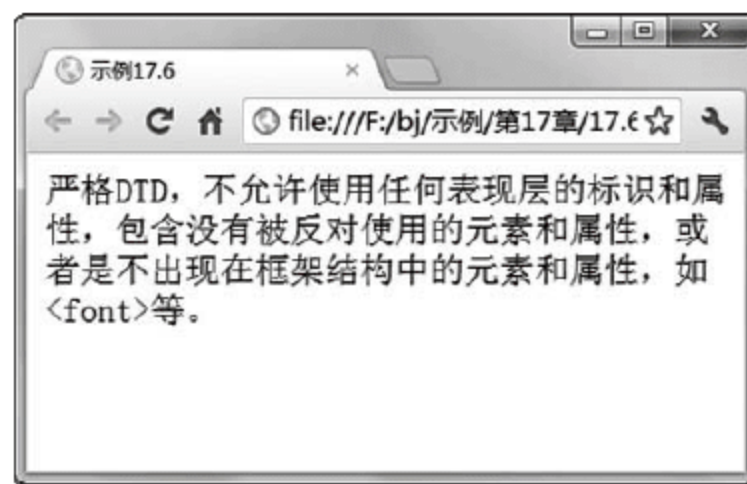 示例17.6
file:///F:/bj/示例/第17章/17.6
严格DTD，不允许使用任何表现层的标识和属
性，包含没有被反对使用的元素和属性，或
者是不出现在框架结构中的元素和属性，如
<font>等。